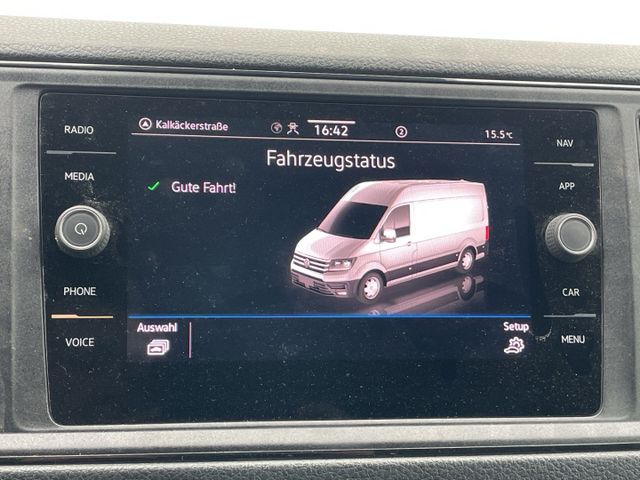 RADIO
MEDIA
PHONE
VOICE
Kalkäckerstraße
16:42
2
15.5°C
Fahrzeugstatus
Gute Fahrt!
Auswahl
Setup
NAV
APP
CAR
MENU